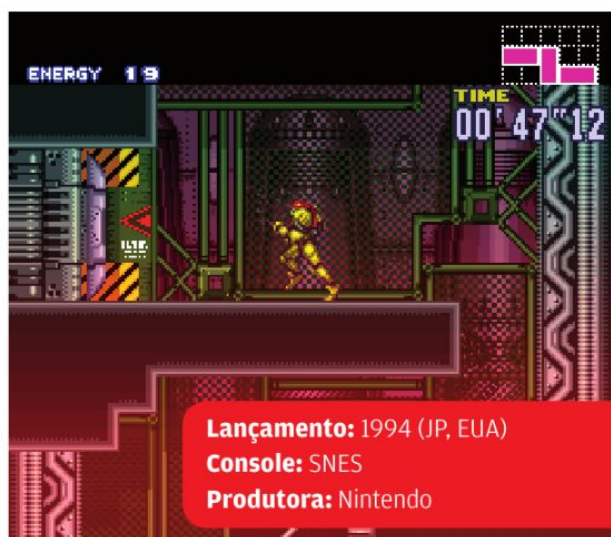 ENERGY 19
TIME
00'47"12
Lançamento: 1994 (JP, EUA)
Console: SNES
Produtora: Nintendo